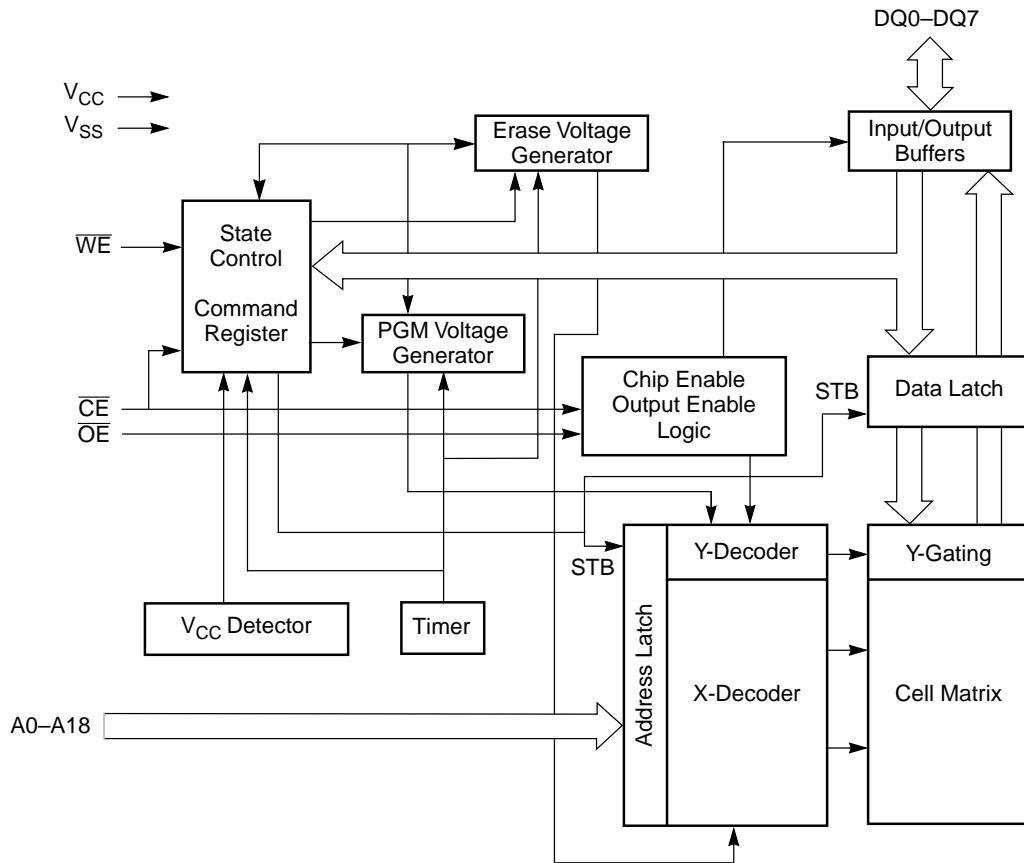 DQ0–DQ7
VCC
VSS
Erase Voltage
Generator
Input/Output
Buffers
WE
State
Control
Command
Register
PGM Voltage
Generator
Chip Enable
Output Enable
Logic
STB
Data Latch
CE
OE
STB
Y-Decoder
Y-Gating
VCC Detector
Timer
Address Latch
X-Decoder
Cell Matrix
A0–A18